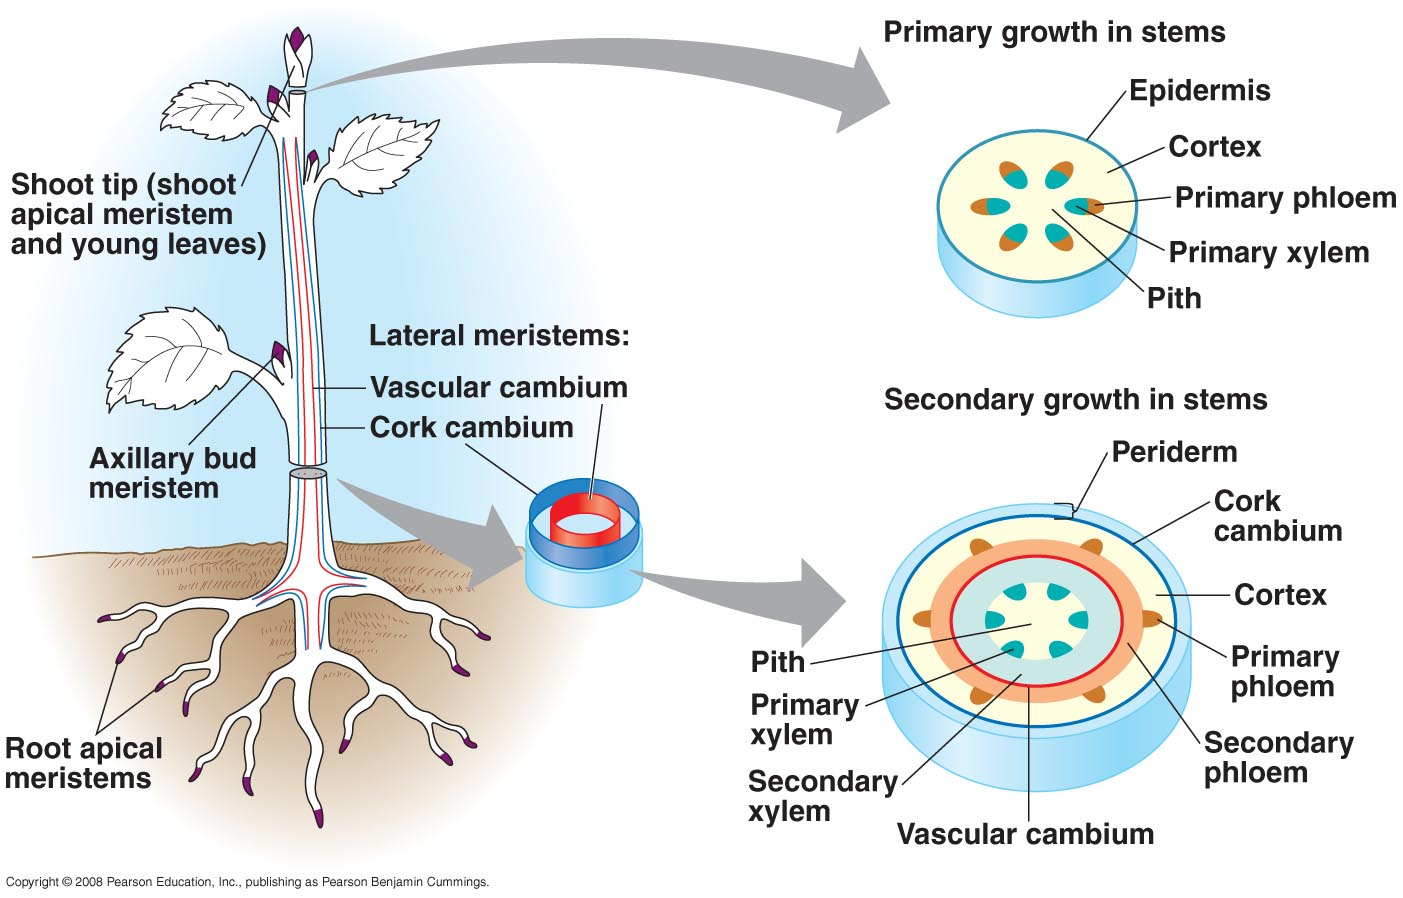 Primary growth in stems
Epidermis
Cortex
Primary phloem
Primary xylem
Pith
Shoot tip (shoot
apical meristem
and young leaves)
Lateral meristems:
Vascular cambium
Cork cambium
Axillary bud
meristem
Root apical
meristems
Secondary growth in stems
Periderm
Cork
cambium
Cortex
Primary
phloem
Secondary
phloem
Pith
Primary
xylem
Secondary
xylem
Vascular cambium
Copyright © 2008 Pearson Education, Inc., publishing as Pearson Benjamin Cummings.